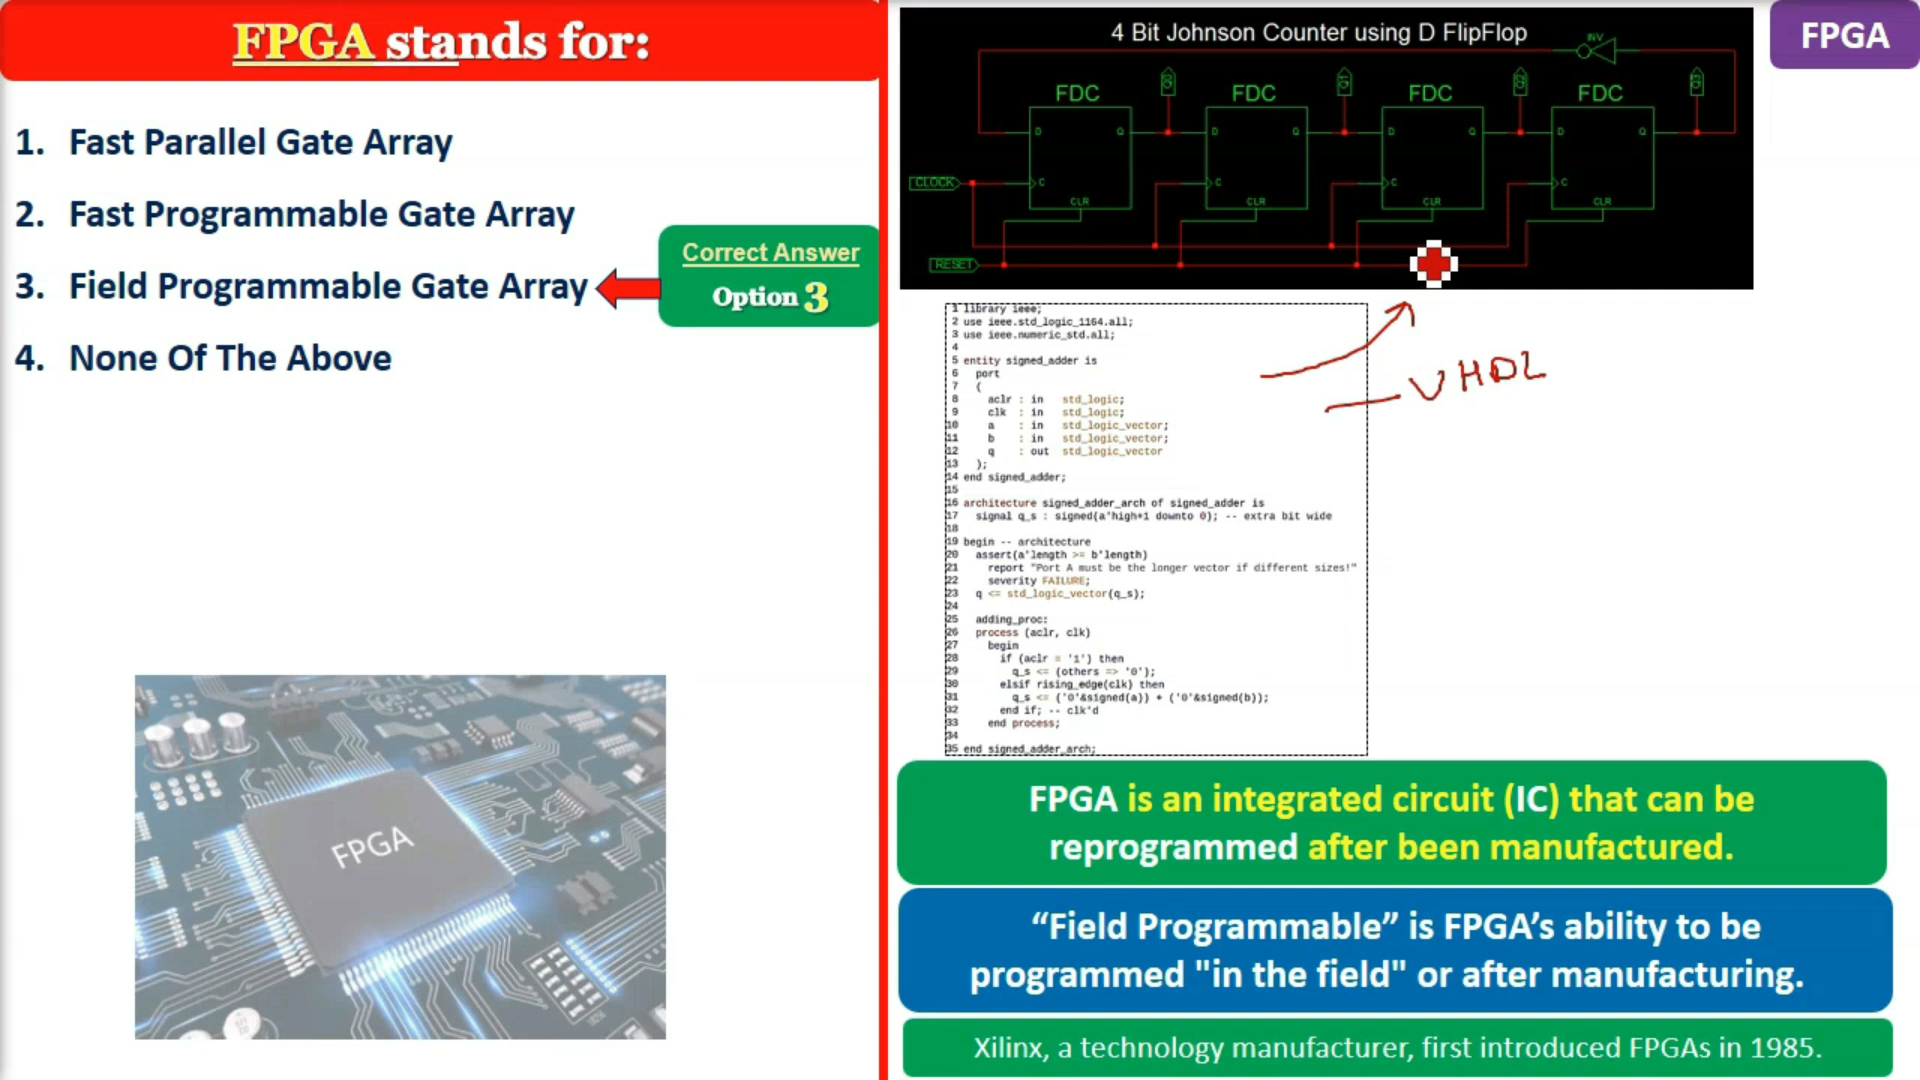 FPGA stands for:
1. Fast Parallel Gate Array
2. Fast Programmable Gate Array
3. Field Programmable Gate Array
4. None Of The Above
Correct Answer
Option 3
FPGA
FPGA
4 Bit Johnson Counter using D FlipFlop
INV
FDC
FDC
FDC
FDC
Q0
Q1
Q2
Q3
D
Q
D
Q
D
Q
D
Q
CLOCK
C
C
C
C
CLR
CLR
CLR
CLR
RESET
1 library ieee;
2 use ieee.std_logic_1164.all;
3 use ieee.numeric_std.all;
4
5 entity signed_adder is
6 port
7 (
8 aclr : in std_logic;
9 clk : in std_logic;
10 a : in std_logic_vector;
11 b : in std_logic_vector;
12 q : out std_logic_vector
13 );
14 end signed_adder;
15
16 architecture signed_adder_arch of signed_adder is
17 signal q_s : signed(a'high+1 downto 0); -- extra bit wide
18
19 begin -- architecture
20 assert(a'length >= b'length)
21 report "Port A must be the longer vector if different sizes!"
22 severity FAILURE;
23 q <= std_logic_vector(q_s);
24
25 adding_proc:
26 process (aclr, clk)
27 begin
28 if (aclr = '1') then
29 q_s <= (others => '0');
30 elsif rising_edge(clk) then
31 q_s <= ('0'&signed(a)) + ('0'&signed(b));
32 end if; -- clk'd
33 end process;
34
35 end signed_adder_arch;
VHDL
FPGA is an integrated circuit (IC) that can be
reprogrammed after been manufactured.
“Field Programmable” is FPGA’s ability to be
programmed "in the field" or after manufacturing.
Xilinx, a technology manufacturer, first introduced FPGAs in 1985.